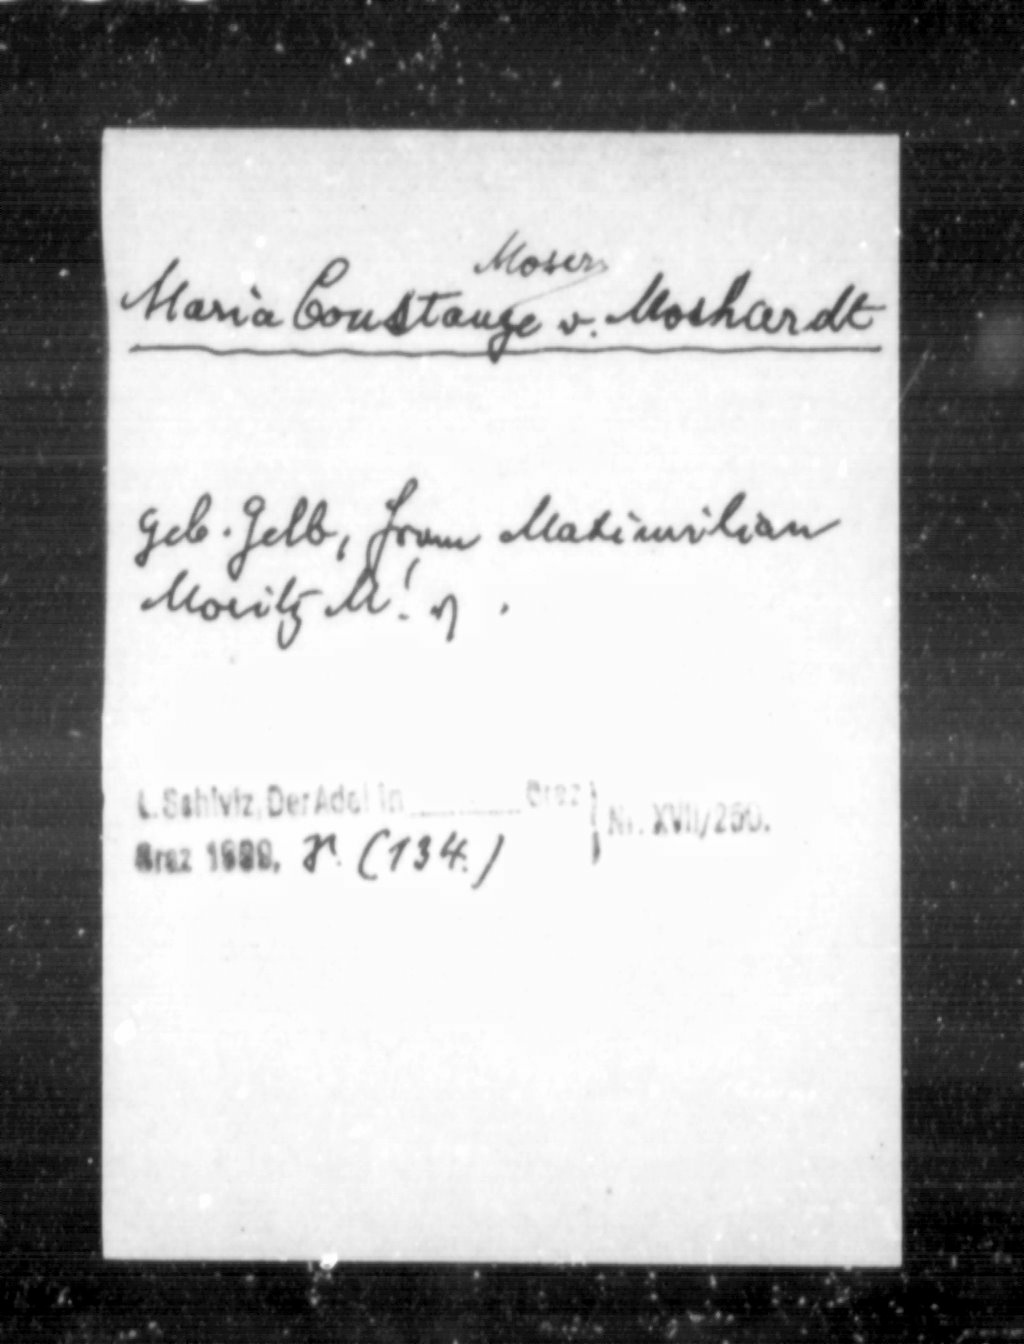 Moser
Maria Constanze v. Moshardt
geb. Gelb, Frau Maximilian
Moritz M!
L. Schiviz, Der Adel in ______ Graz } Nr. XVII/250.
Graz 1909. (134.)